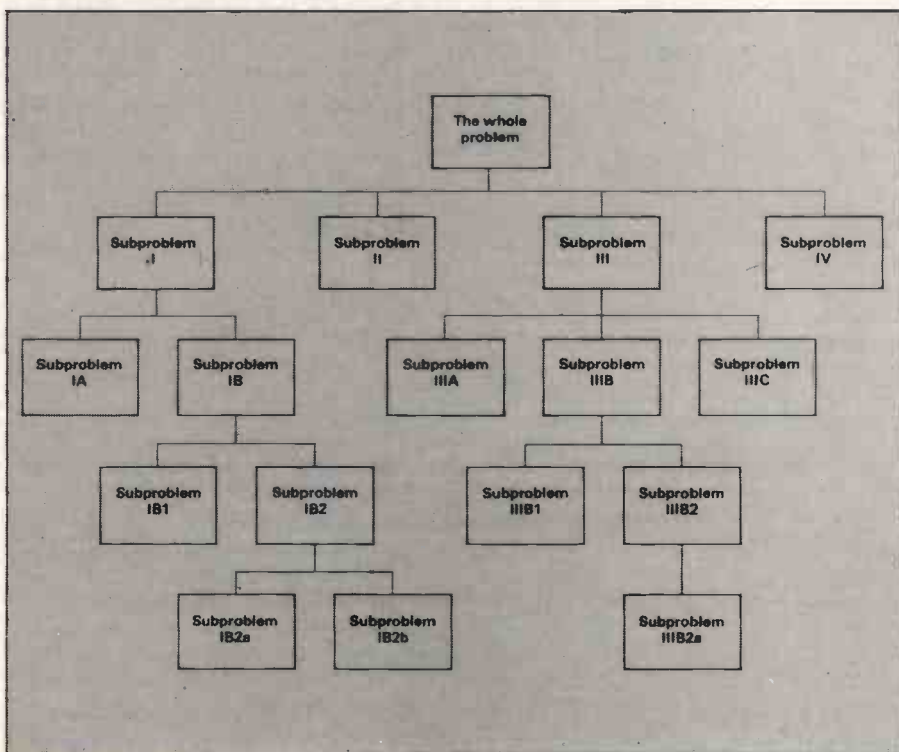 The whole
problem
Subproblem
I
Subproblem
II
Subproblem
III
Subproblem
IV
Subproblem
IA
Subproblem
IB
Subproblem
IIIA
Subproblem
IIIB
Subproblem
IIIC
Subproblem
IB1
Subproblem
IB2
Subproblem
IIIB1
Subproblem
IIIB2
Subproblem
IB2a
Subproblem
IB2b
Subproblem
IIIB2a